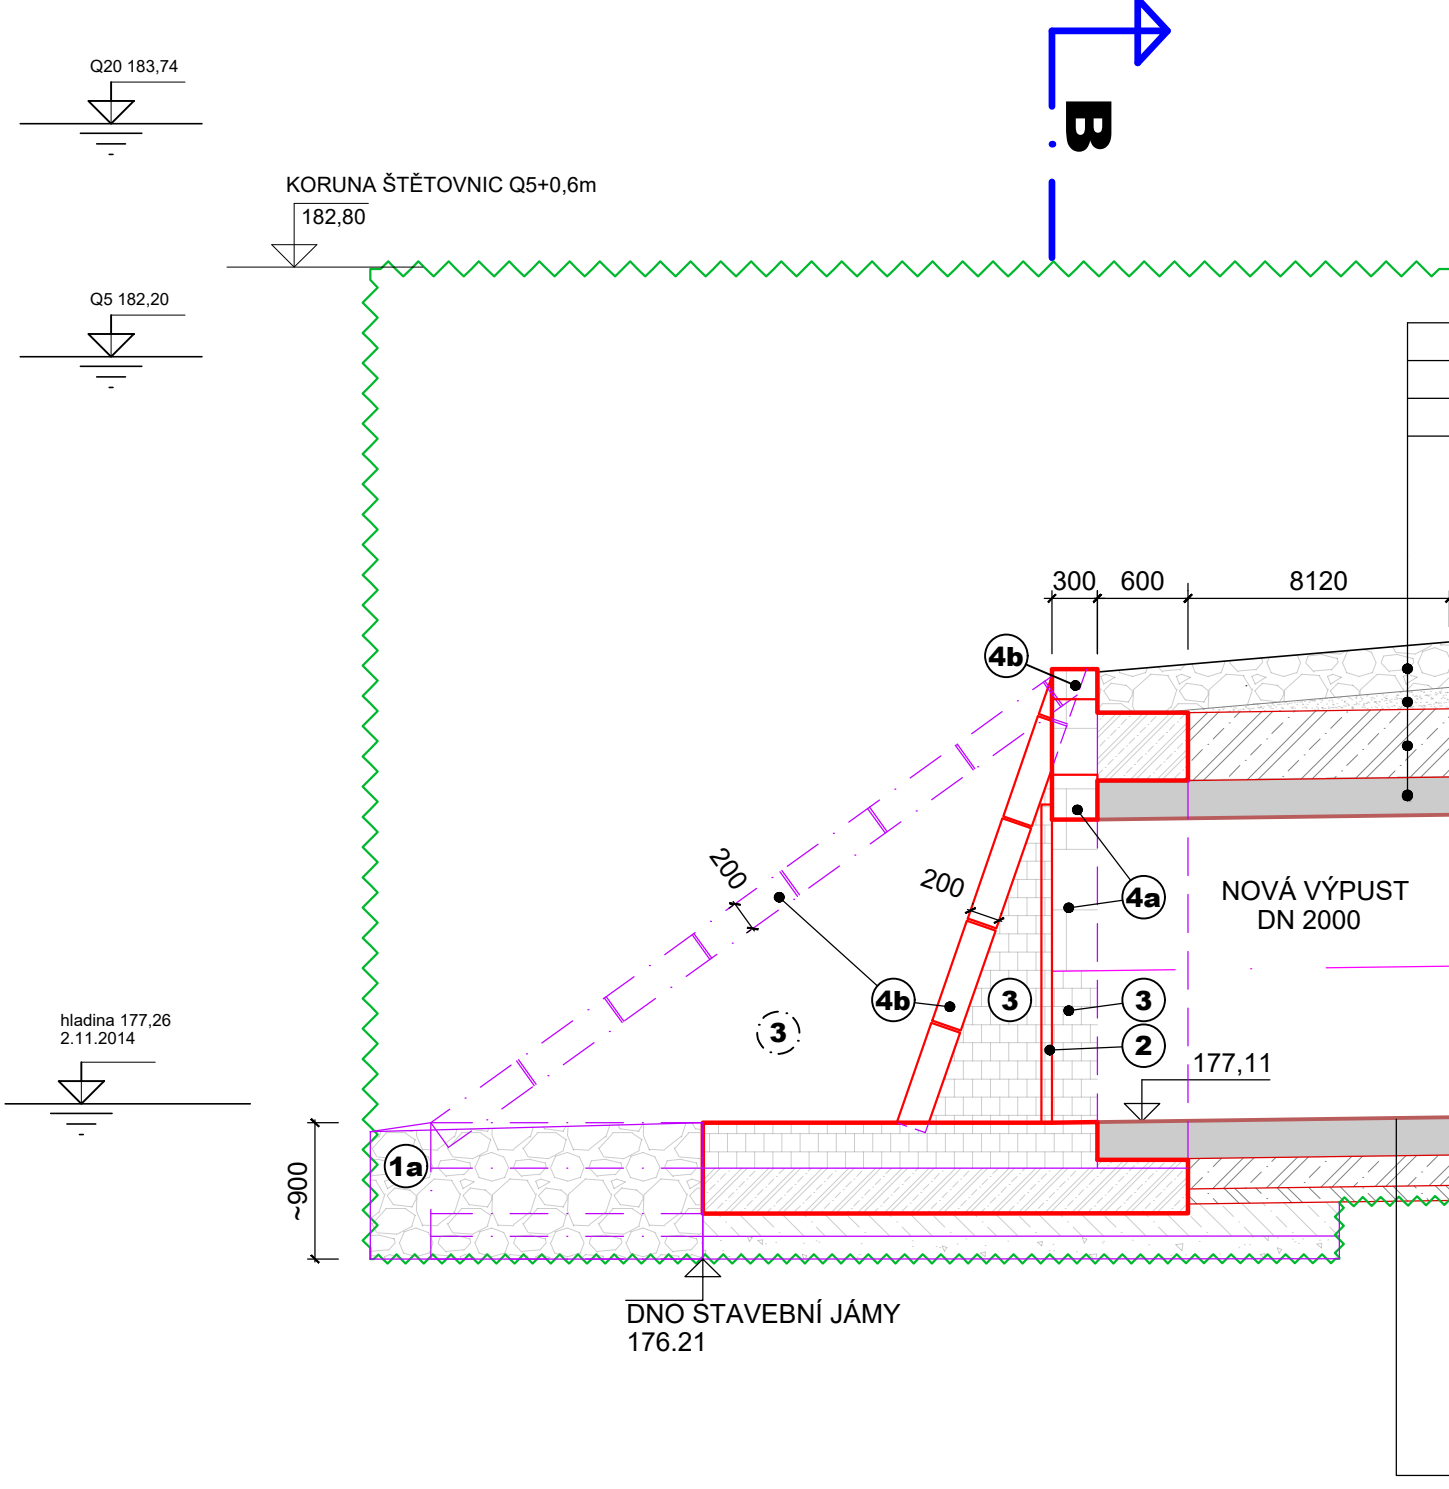 Q20 183,74
B
KORUNA ŠTĚTOVNIC Q5+0,6m
182,80
Q5 182,20
300 600 8120
4b
200
200
4a
NOVÁ VÝPUST
DN 2000
4b
3
3
3
2
hladina 177,26
2.11.2014
177,11
1a
~900
DNO STAVEBNÍ JÁMY
176.21